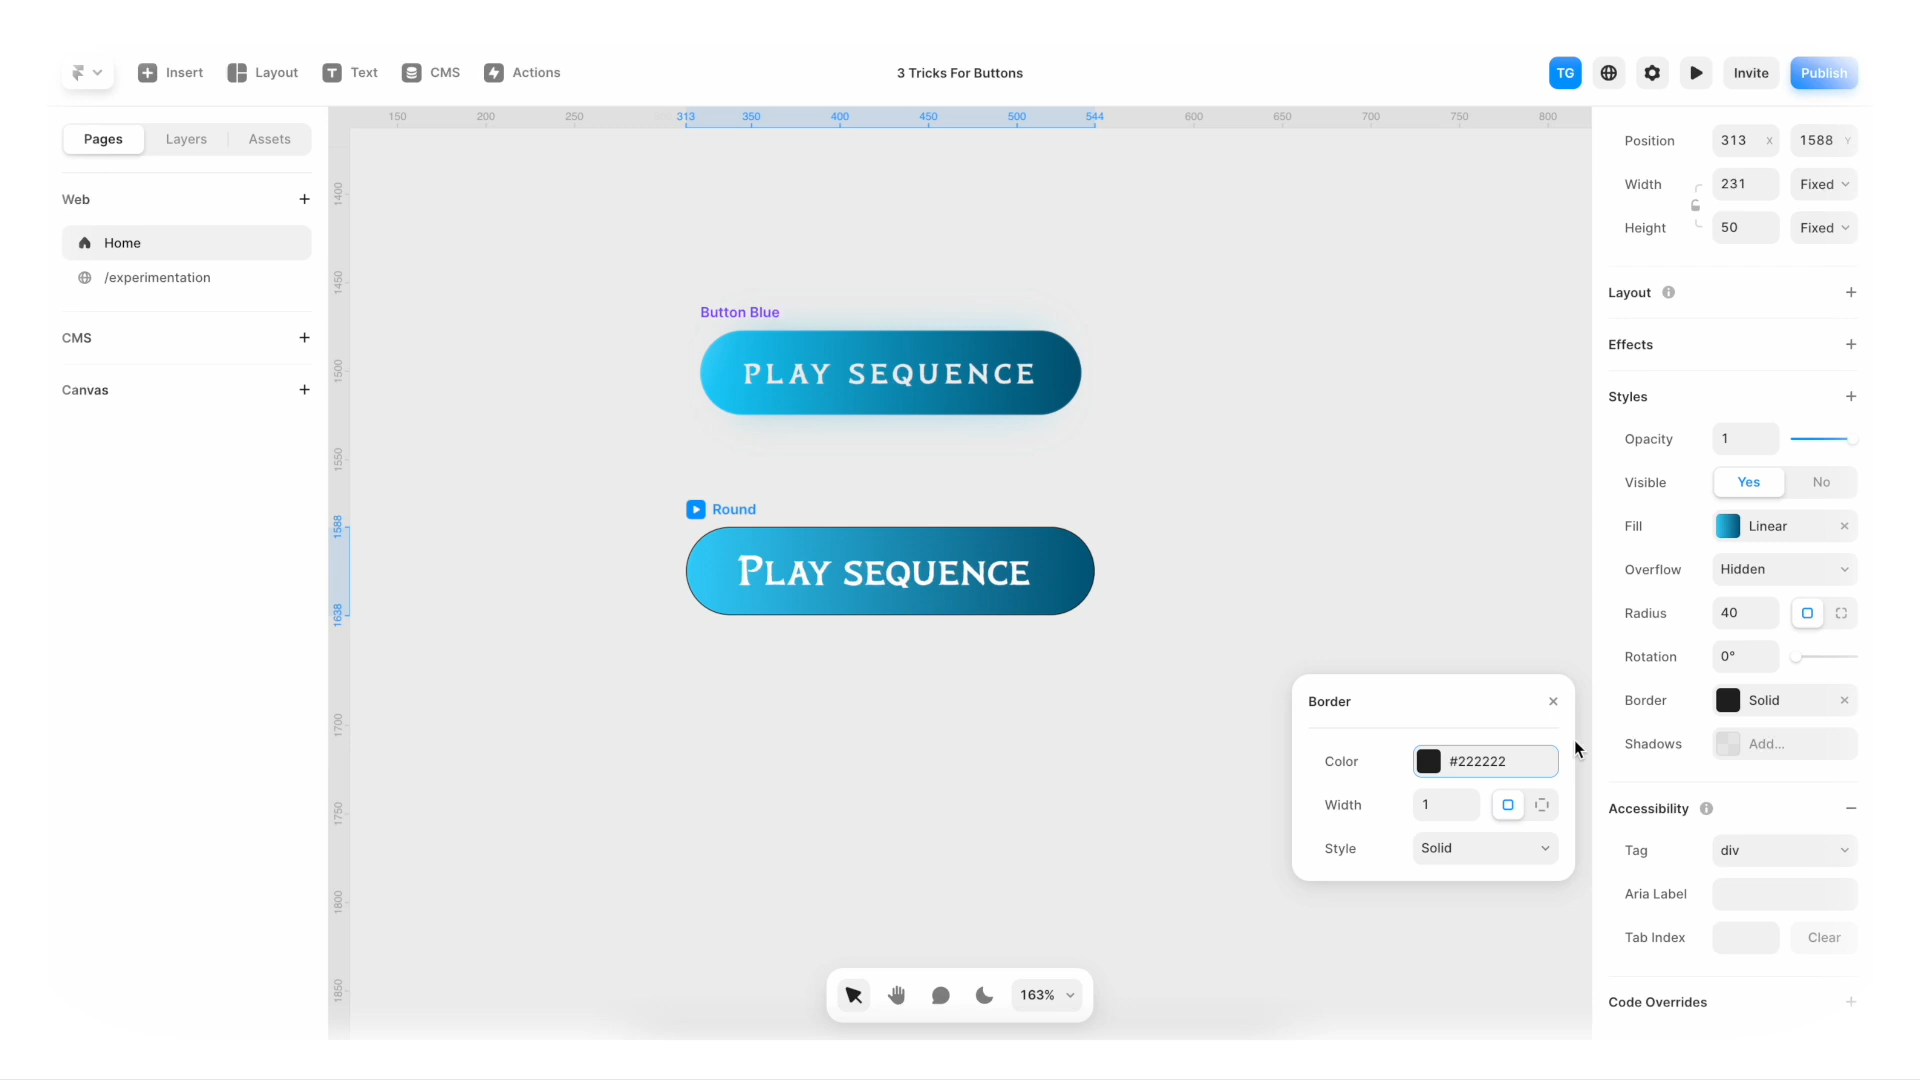 Insert
Layout
Text
CMS
Actions
3 Tricks For Buttons
TG
Invite
Publish
Pages
Layers
Assets
Web
Home
/experimentation
CMS
Canvas
150
200
250
313
350
400
450
500
544
600
650
700
750
800
1400
1450
1500
1550
1588
1638
1700
1750
1800
1850
Button Blue
PLAY SEQUENCE
Round
PLAY SEQUENCE
Border
Color
#222222
Width
1
Style
Solid
163%
Position
313 X
1588 Y
Width
231
Fixed
Height
50
Fixed
Layout
Effects
Styles
Opacity
1
Visible
Yes
No
Fill
Linear
Overflow
Hidden
Radius
40
Rotation
0°
Border
Solid
Shadows
Add...
Accessibility
Tag
div
Aria Label
Tab Index
Clear
Code Overrides